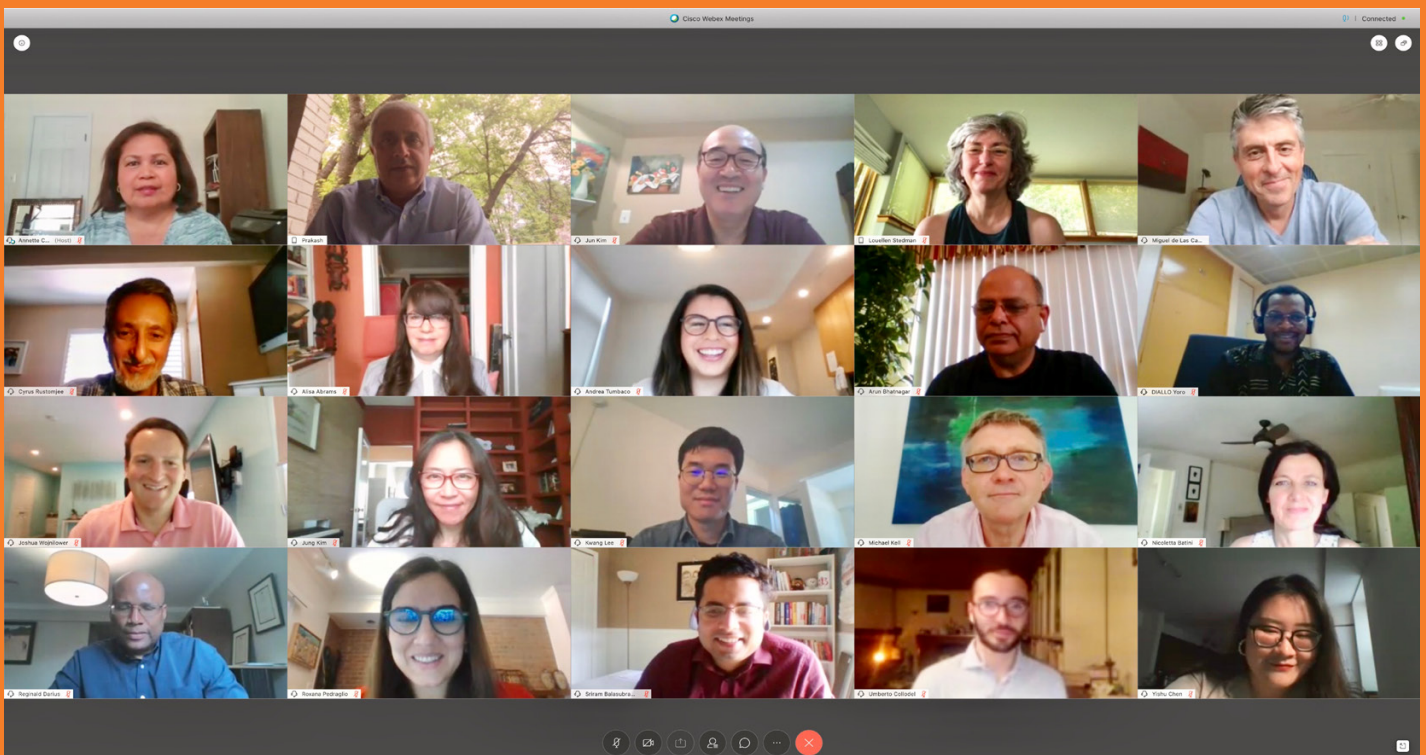 Cisco Webex Meetings
Connected
Annette C... (Host)
Prakash
Jun Kim
Louellen Stedman
Miguel de Las Ca...
Cyrus Rustomjee
Alisa Abrams
Andrea Tumbaco
Arun Bhatnagar
DIALLO Yoro
Joshua Wojnilower
Jung Kim
Kwang Lee
Michael Kell
Nicoletta Batini
Reginald Darius
Roxana Pedraglio
Sriram Balasubra...
Umberto Collodel
Yishu Chen